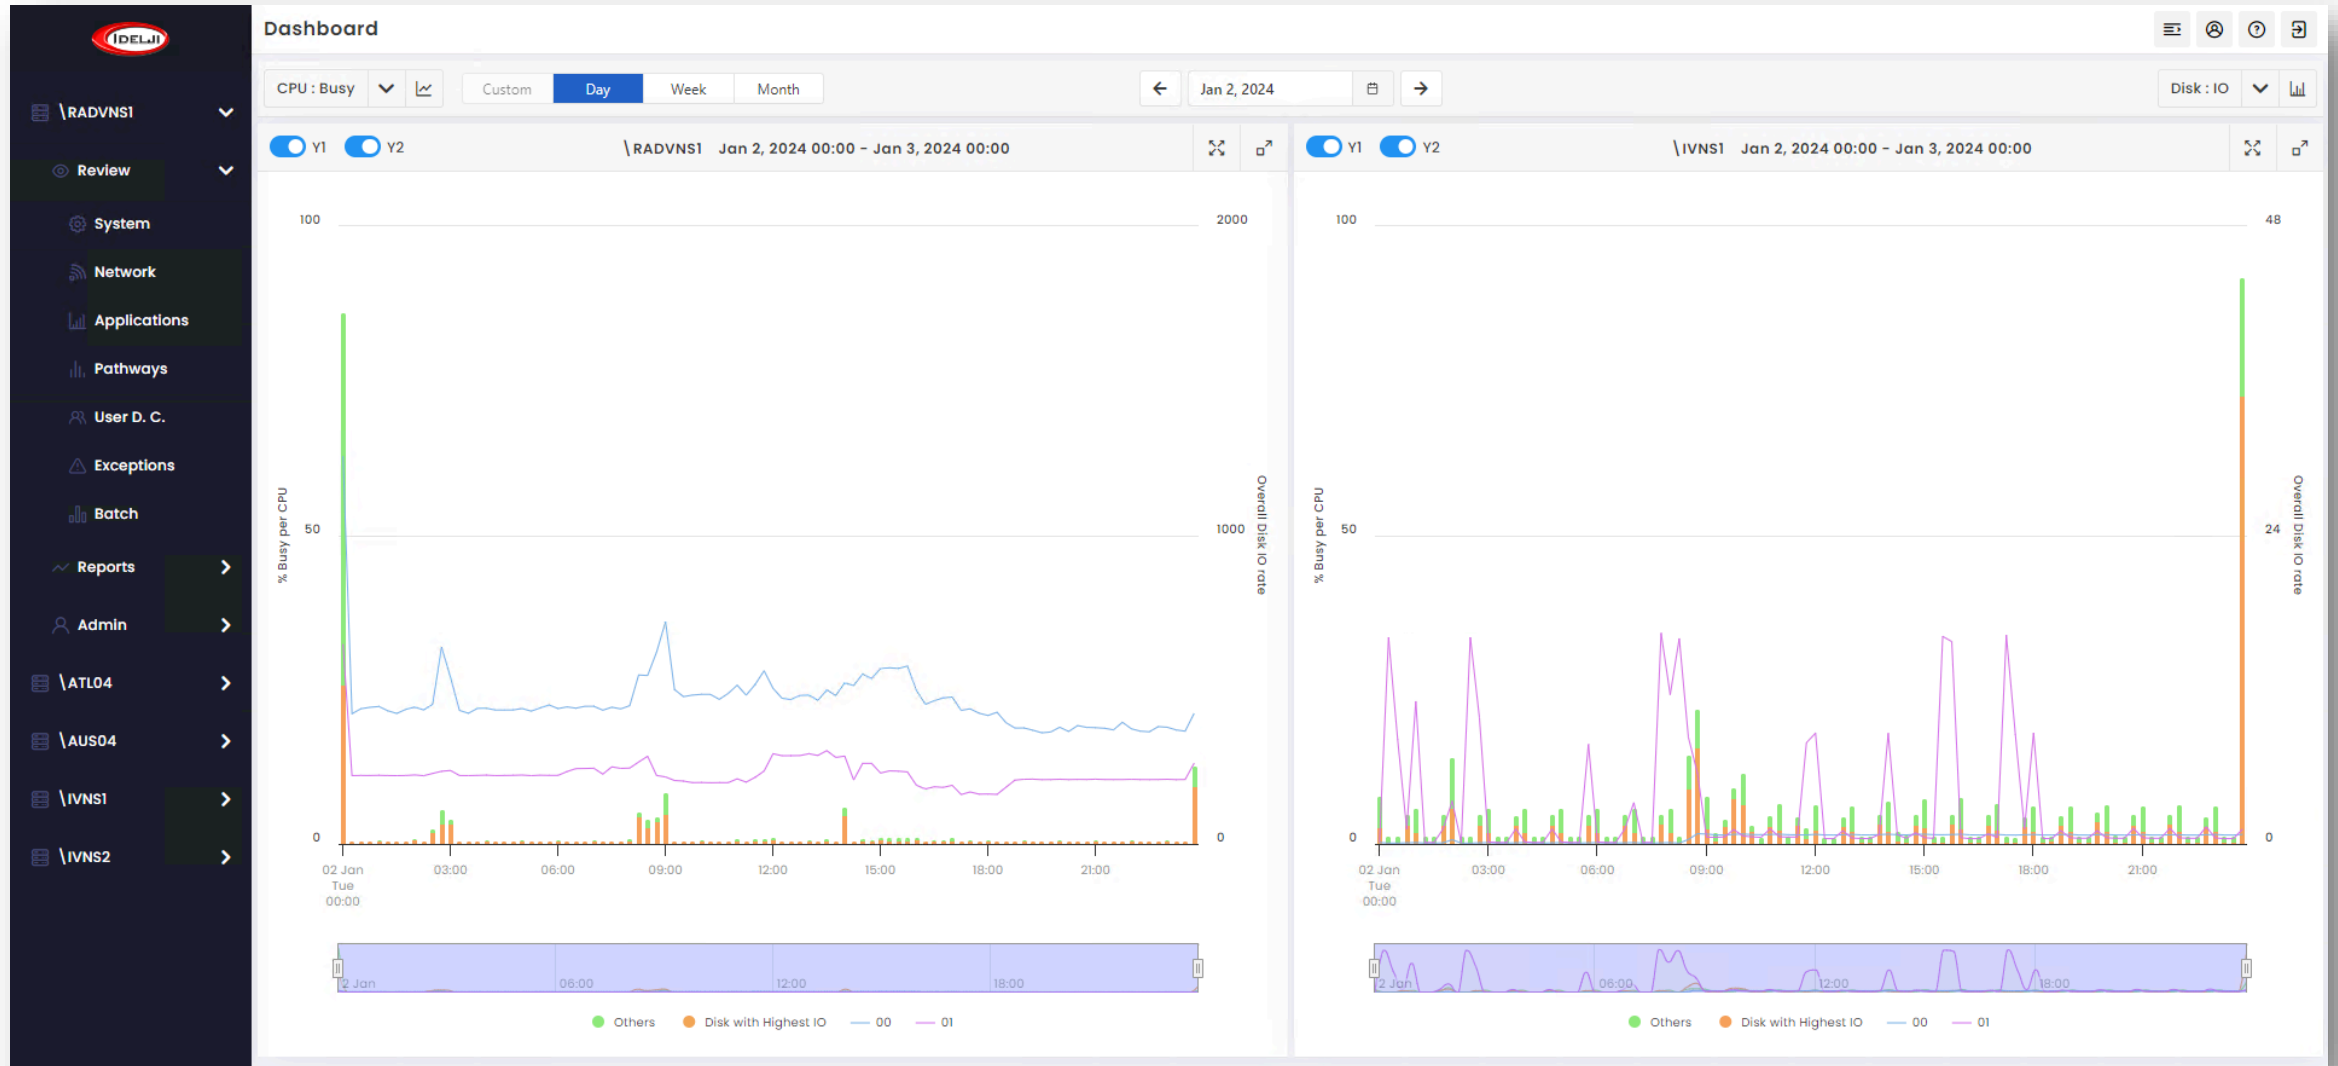 IDELJI
Dashboard
\RADVNS1
Review
System
Network
Applications
Pathways
User D. C.
Exceptions
Batch
Reports
Admin
\ATL04
\AUS04
\IVNS1
\IVNS2
CPU : Busy
Custom
Day
Week
Month
Jan 2, 2024
Disk : IO
Y1
Y2
\RADVNS1 Jan 2, 2024 00:00 - Jan 3, 2024 00:00
100
2000
% Busy per CPU
50
1000
Overall Disk IO rate
0
0
02 Jan
Tue
00:00
03:00
06:00
09:00
12:00
15:00
18:00
21:00
2 Jan
06:00
12:00
18:00
Others
Disk with Highest IO
00
01
Y1
Y2
\IVNS1 Jan 2, 2024 00:00 - Jan 3, 2024 00:00
100
48
% Busy per CPU
50
24
Overall Disk IO rate
0
0
02 Jan
Tue
00:00
03:00
06:00
09:00
12:00
15:00
18:00
21:00
2 Jan
06:00
12:00
18:00
Others
Disk with Highest IO
00
01